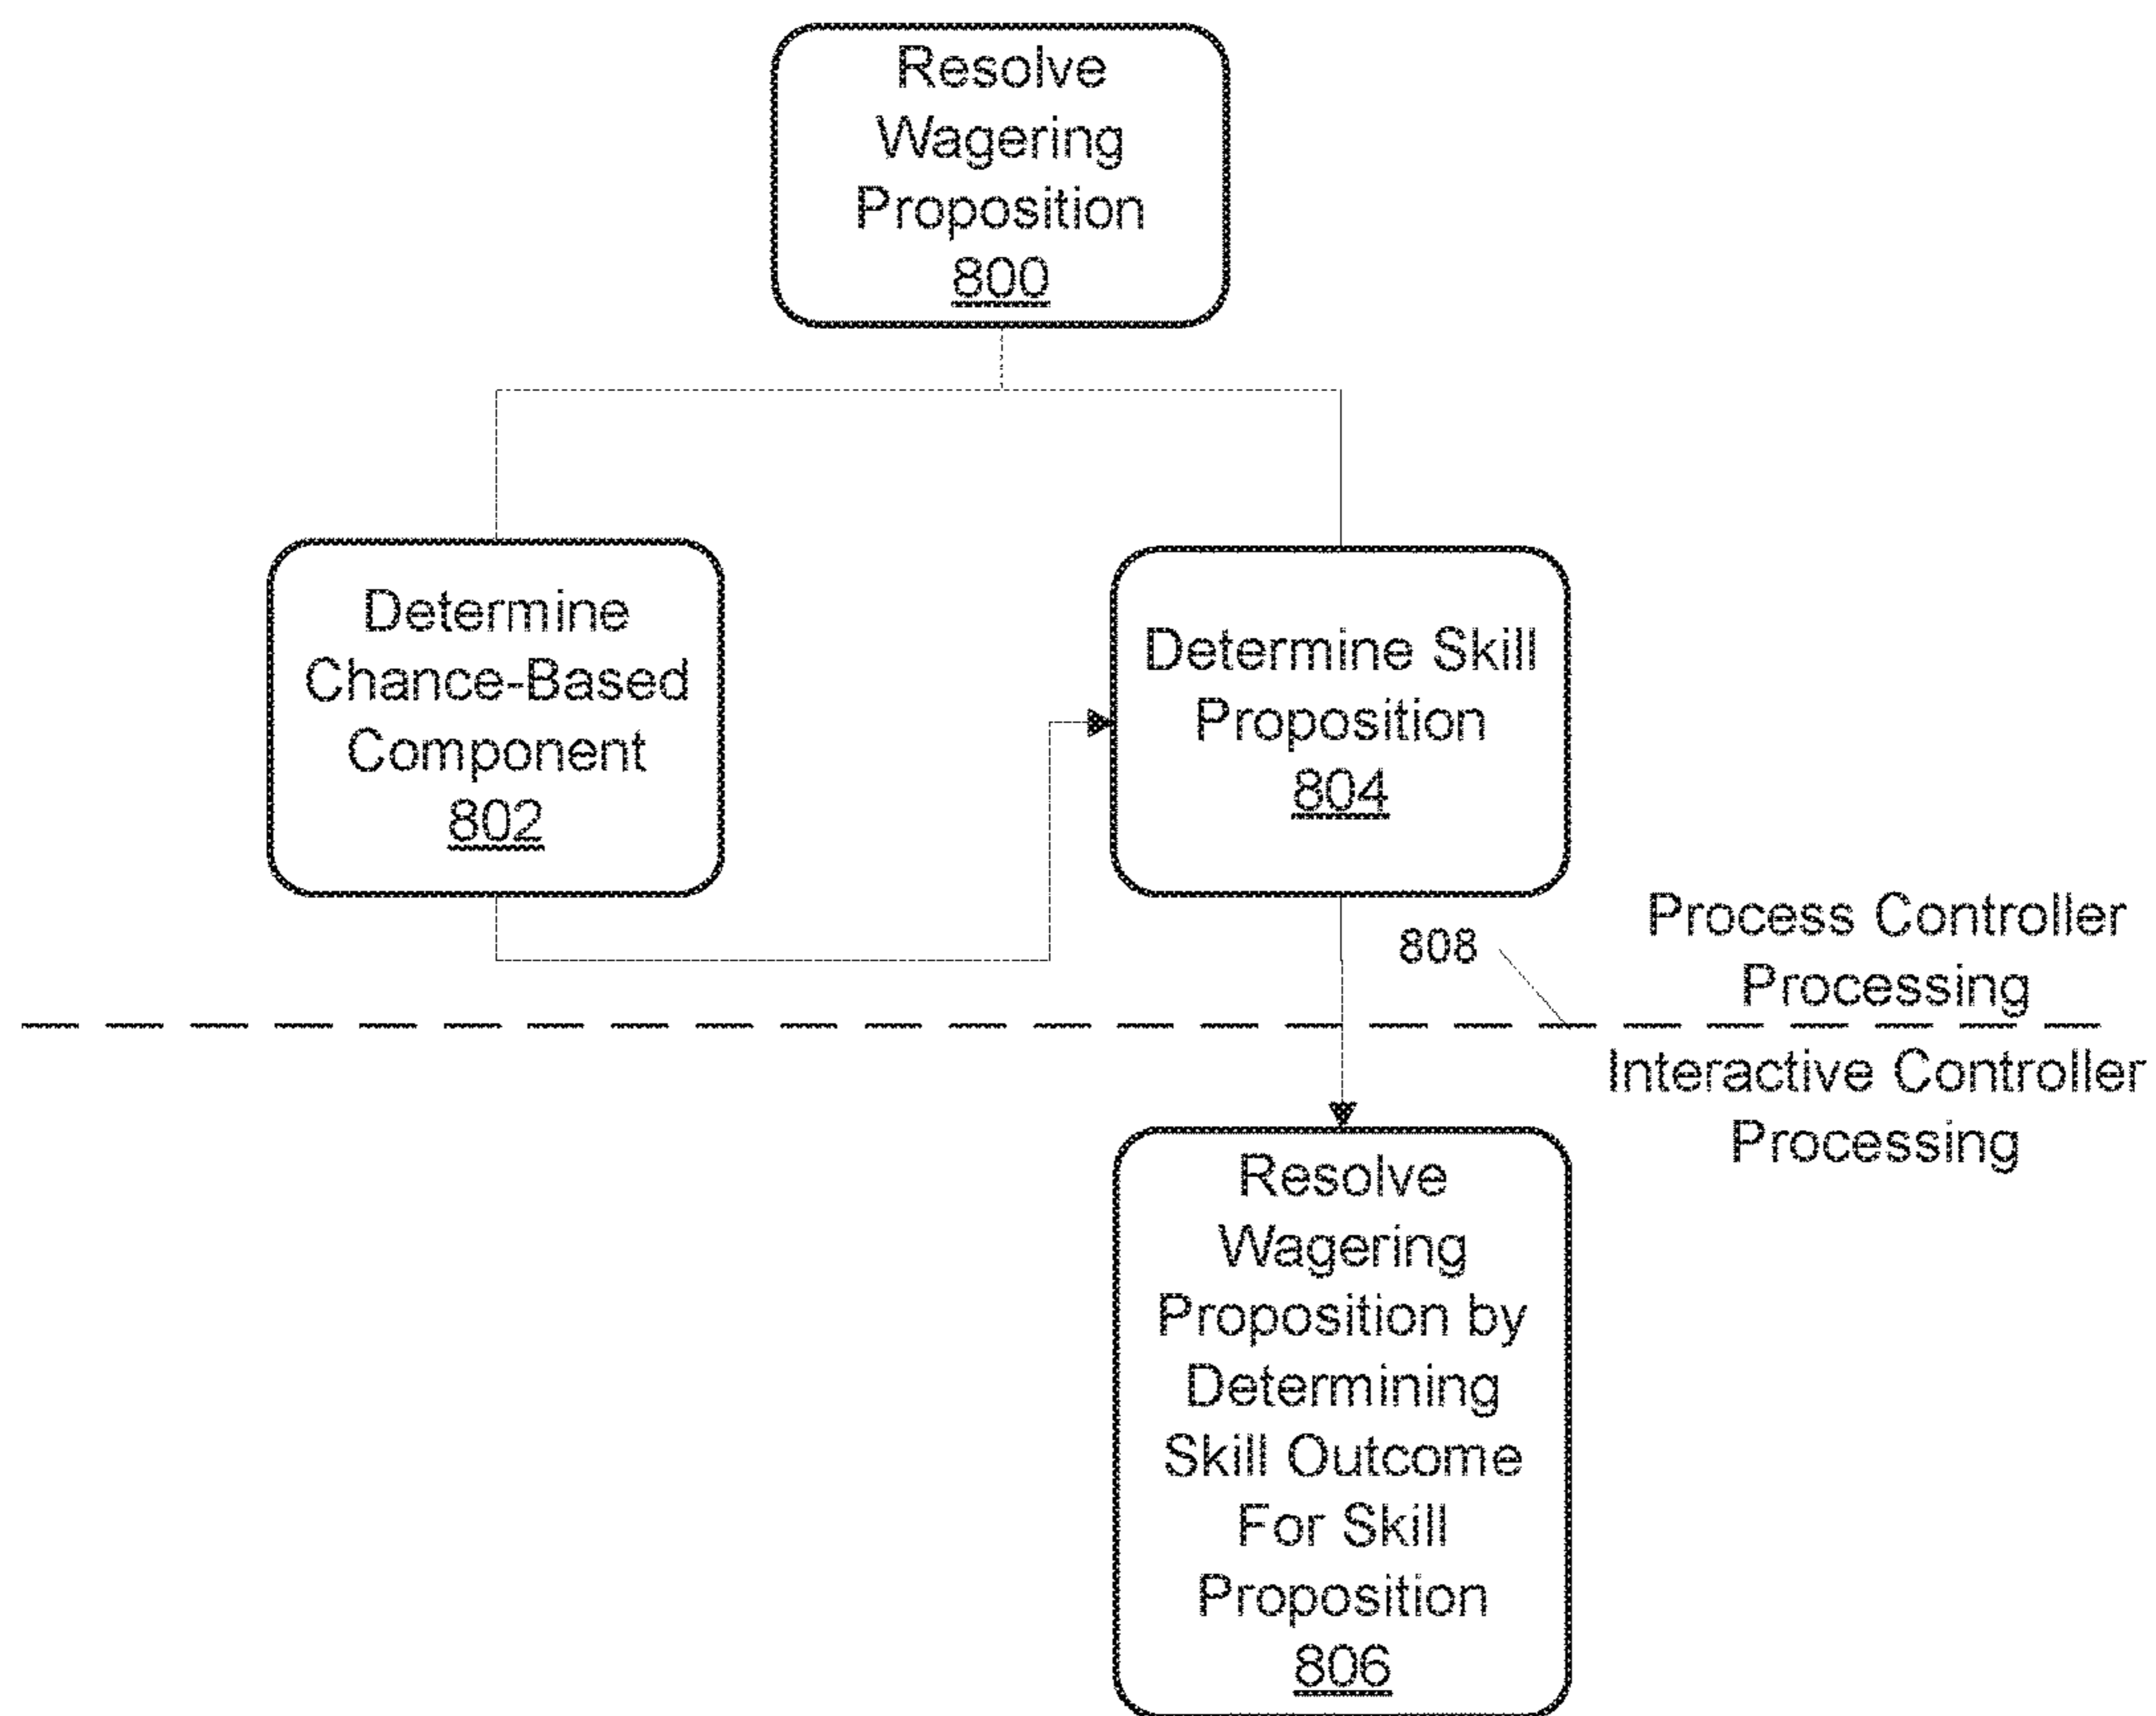 Resolve
Wagering
Proposition
800
Determine
Chance-Based
Component
802
Determine Skill
Proposition
804
808
Process Controller
Processing
Interactive Controller
Processing
Resolve
Wagering
Proposition by
Determining
Skill Outcome
For Skill
Proposition
806